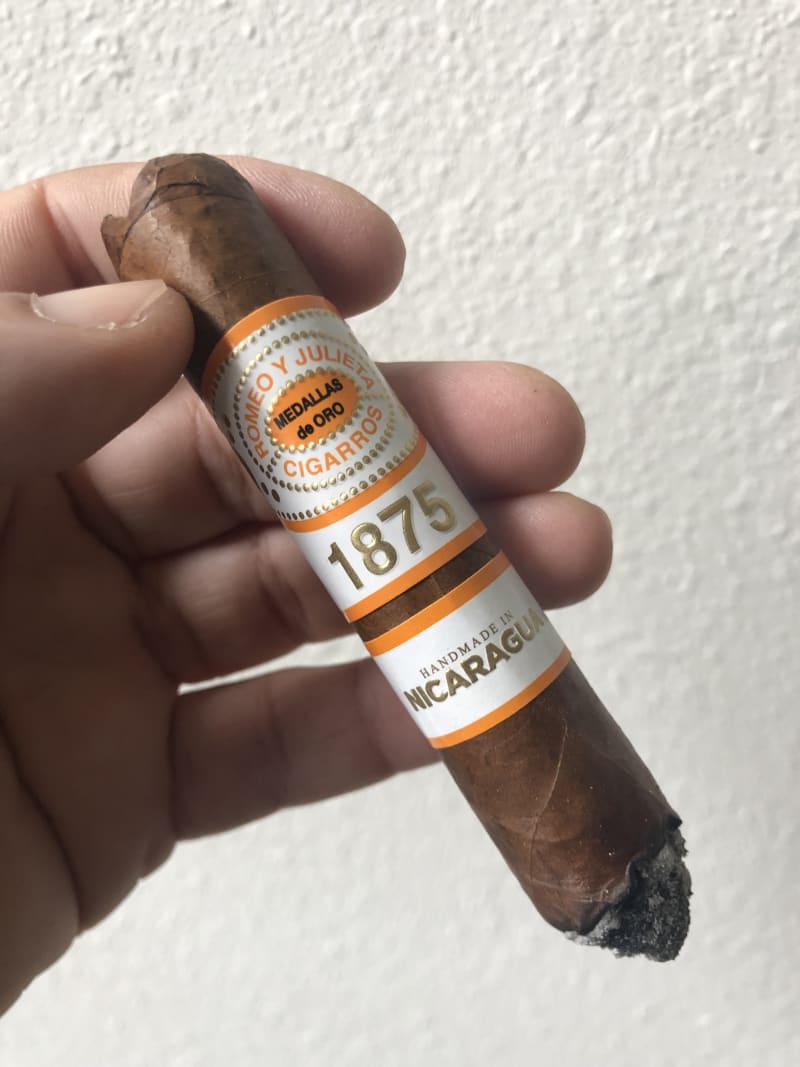 ROMEO Y JULIETA
MEDALLAS
de ORO
CIGARROS
1875
HANDMADE IN
NICARAGUA